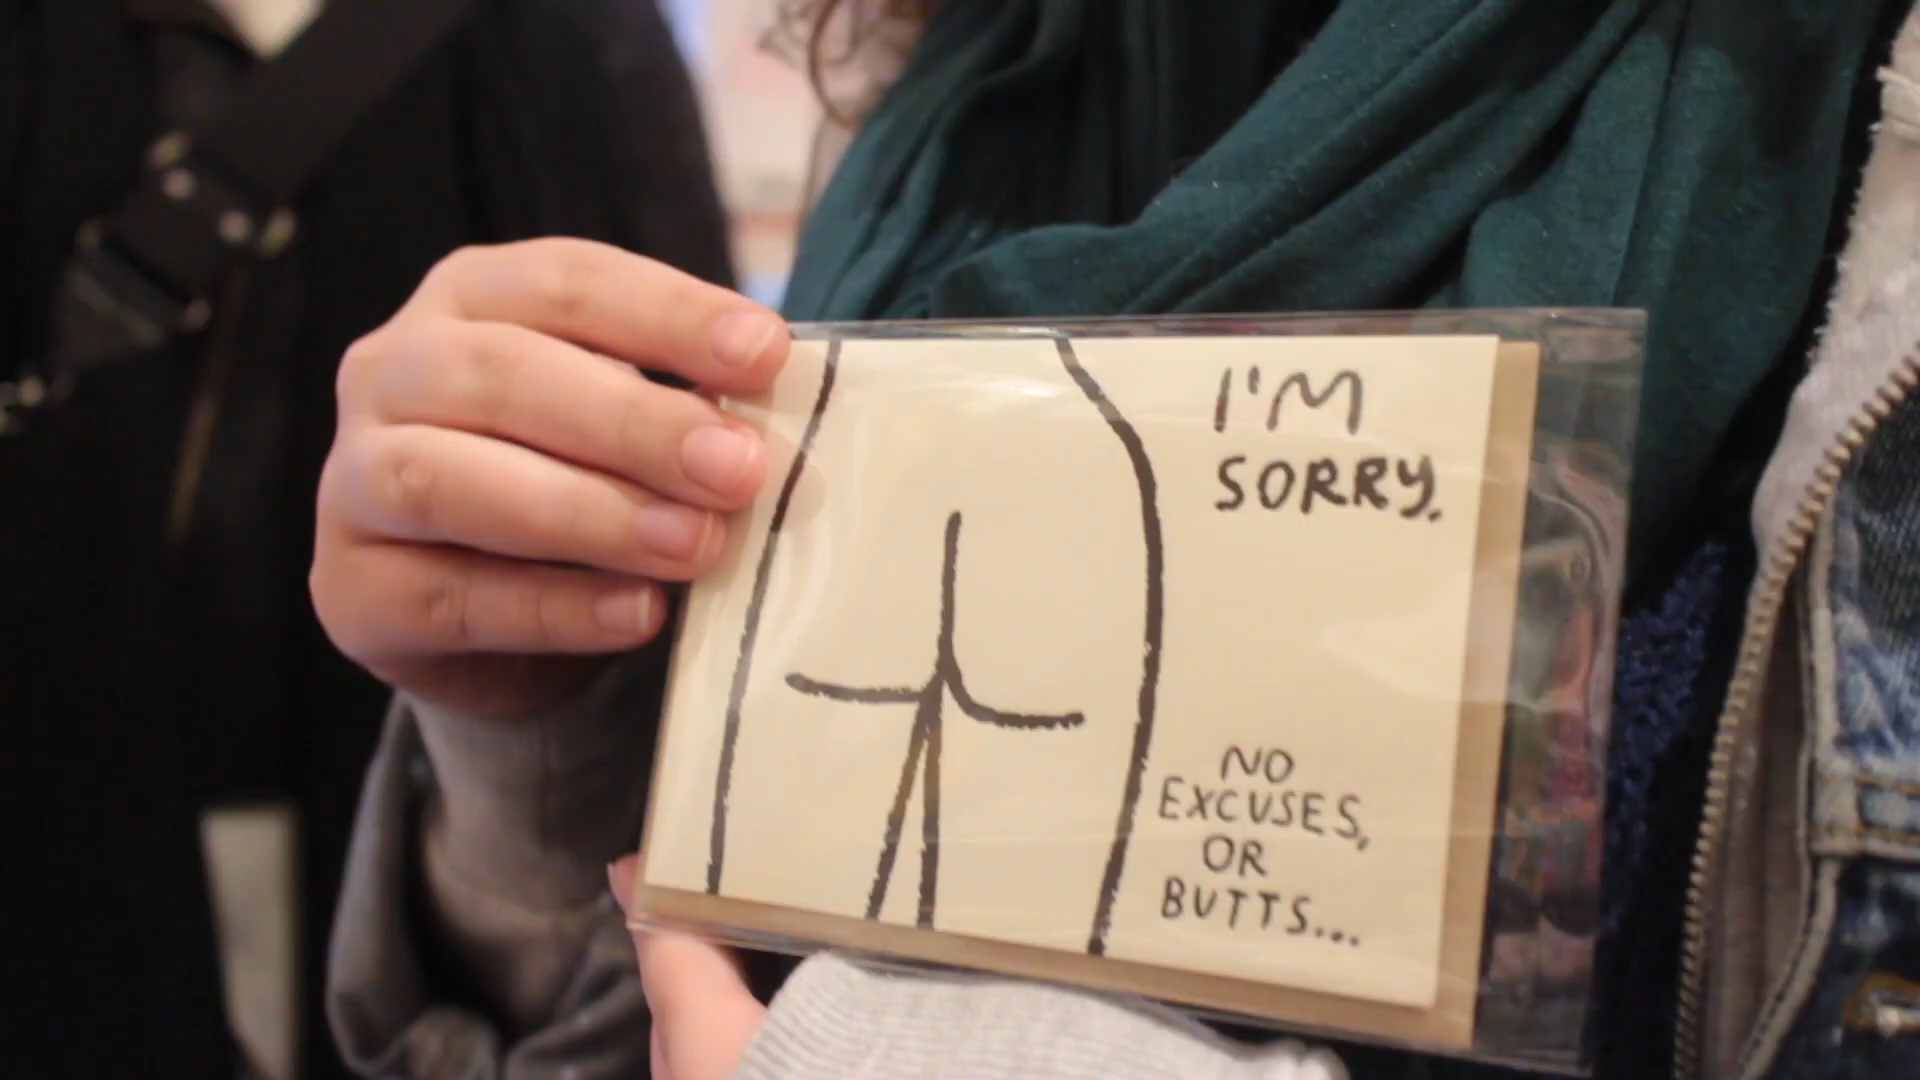 I'M
SORRY.
NO
EXCUSES,
OR
BUTTS...